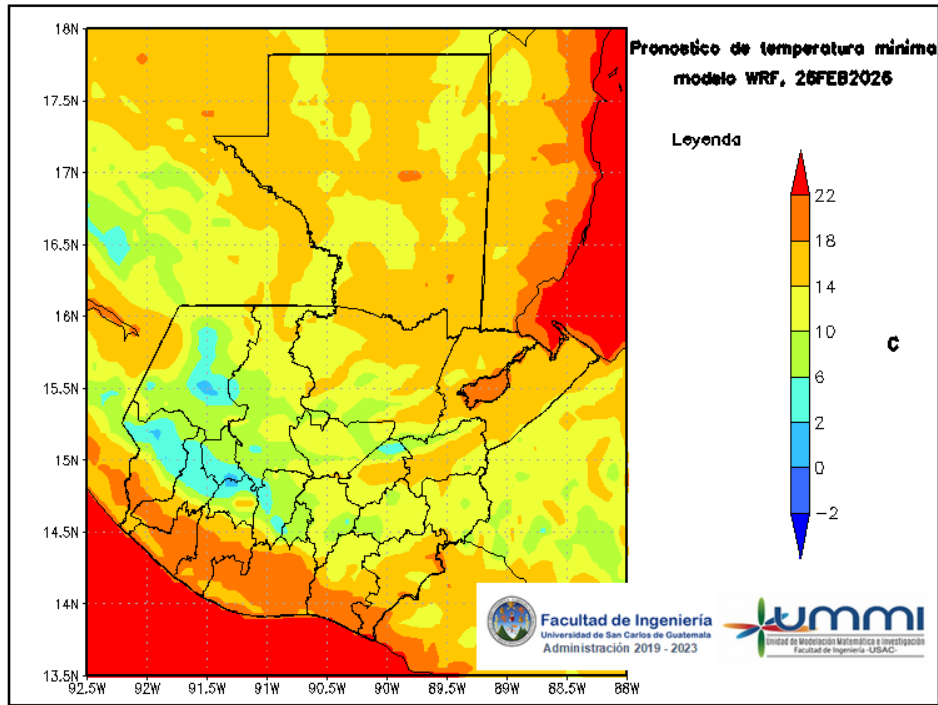 Pronostico de temperatura minima
modelo WRF, 26FEB2026
Leyenda
22
18
14
10
6
2
0
−2
C
18N
17.5N
17N
16.5N
16N
15.5N
15N
14.5N
14N
13.5N
92.5W
92W
91.5W
91W
90.5W
90W
89.5W
89W
88.5W
88W
Facultad de Ingeniería
Universidad de San Carlos de Guatemala
Administración 2019 - 2023
UMMI
Unidad de Modelación Matemática e Investigación
Facultad de Ingeniería -USAC-